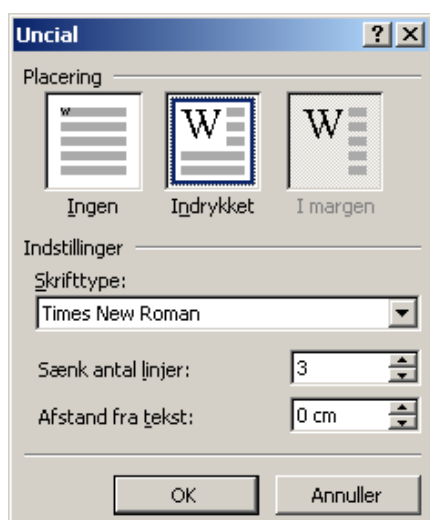 Uncial
Placering
W W W
Ingen Indrykket I margen
Indstillinger
Skrifttype:
Times New Roman
Sænk antal linjer: 3
Afstand fra tekst: 0 cm
OK Annuller